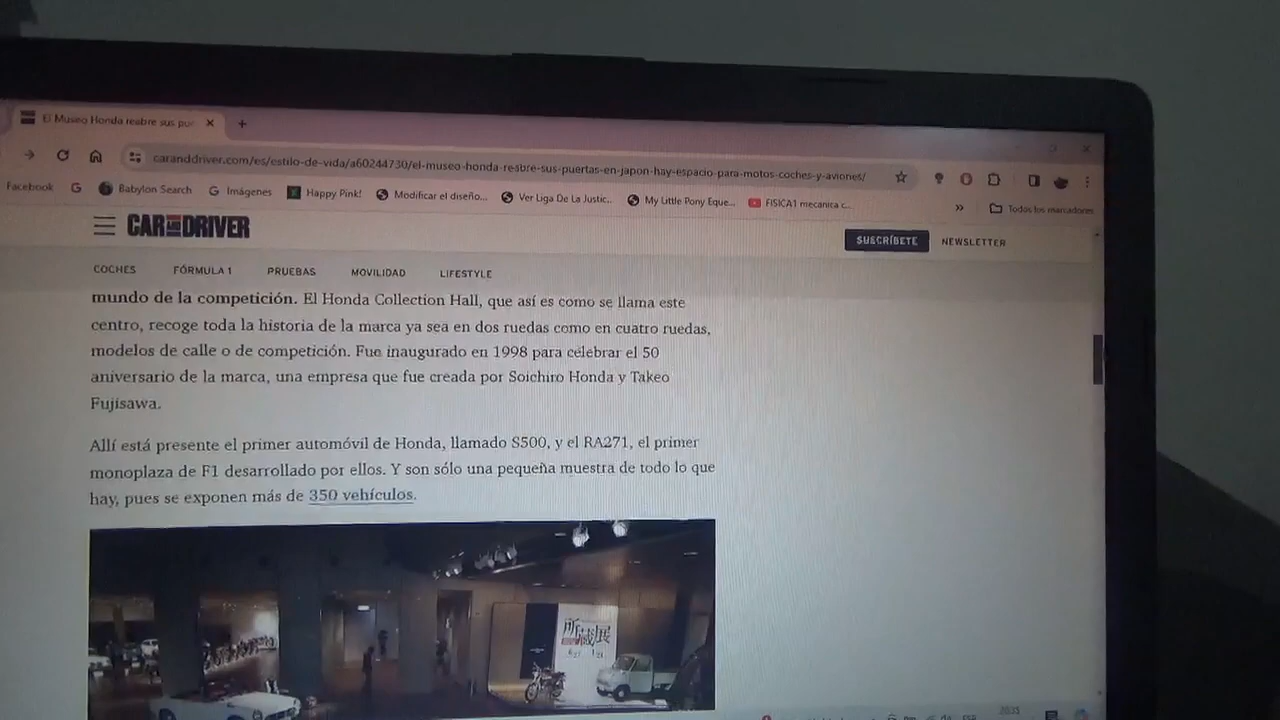 El Museo Honda reabre sus pue
caranddriver.com/es/estilo-de-vida/a60244730/el-museo-honda-resbre-sus-puertas-en-japon-hay-espacio-para-motos-coches-y-aviones/
Facebook Babylon Search Imágenes Happy Pink! Modificar el diseño... Ver Liga De La Justic... My Little Pony Eque... FISICA1 mecanica c... »
Todos los marcadores
CAR AND DRIVER
SUSCRÍBETE NEWSLETTER
COCHES FÓRMULA 1 PRUEBAS MOVILIDAD LIFESTYLE
mundo de la competición. El Honda Collection Hall, que así es como se llama este
centro, recoge toda la historia de la marca ya sea en dos ruedas como en cuatro ruedas,
modelos de calle o de competición. Fue inaugurado en 1998 para celebrar el 50
aniversario de la marca, una empresa que fue creada por Soichiro Honda y Takeo
Fujisawa.
Allí está presente el primer automóvil de Honda, llamado S500, y el RA271, el primer
monoplaza de F1 desarrollado por ellos. Y son sólo una pequeña muestra de todo lo que
hay, pues se exponen más de 350 vehículos.
所蔵展
20:35